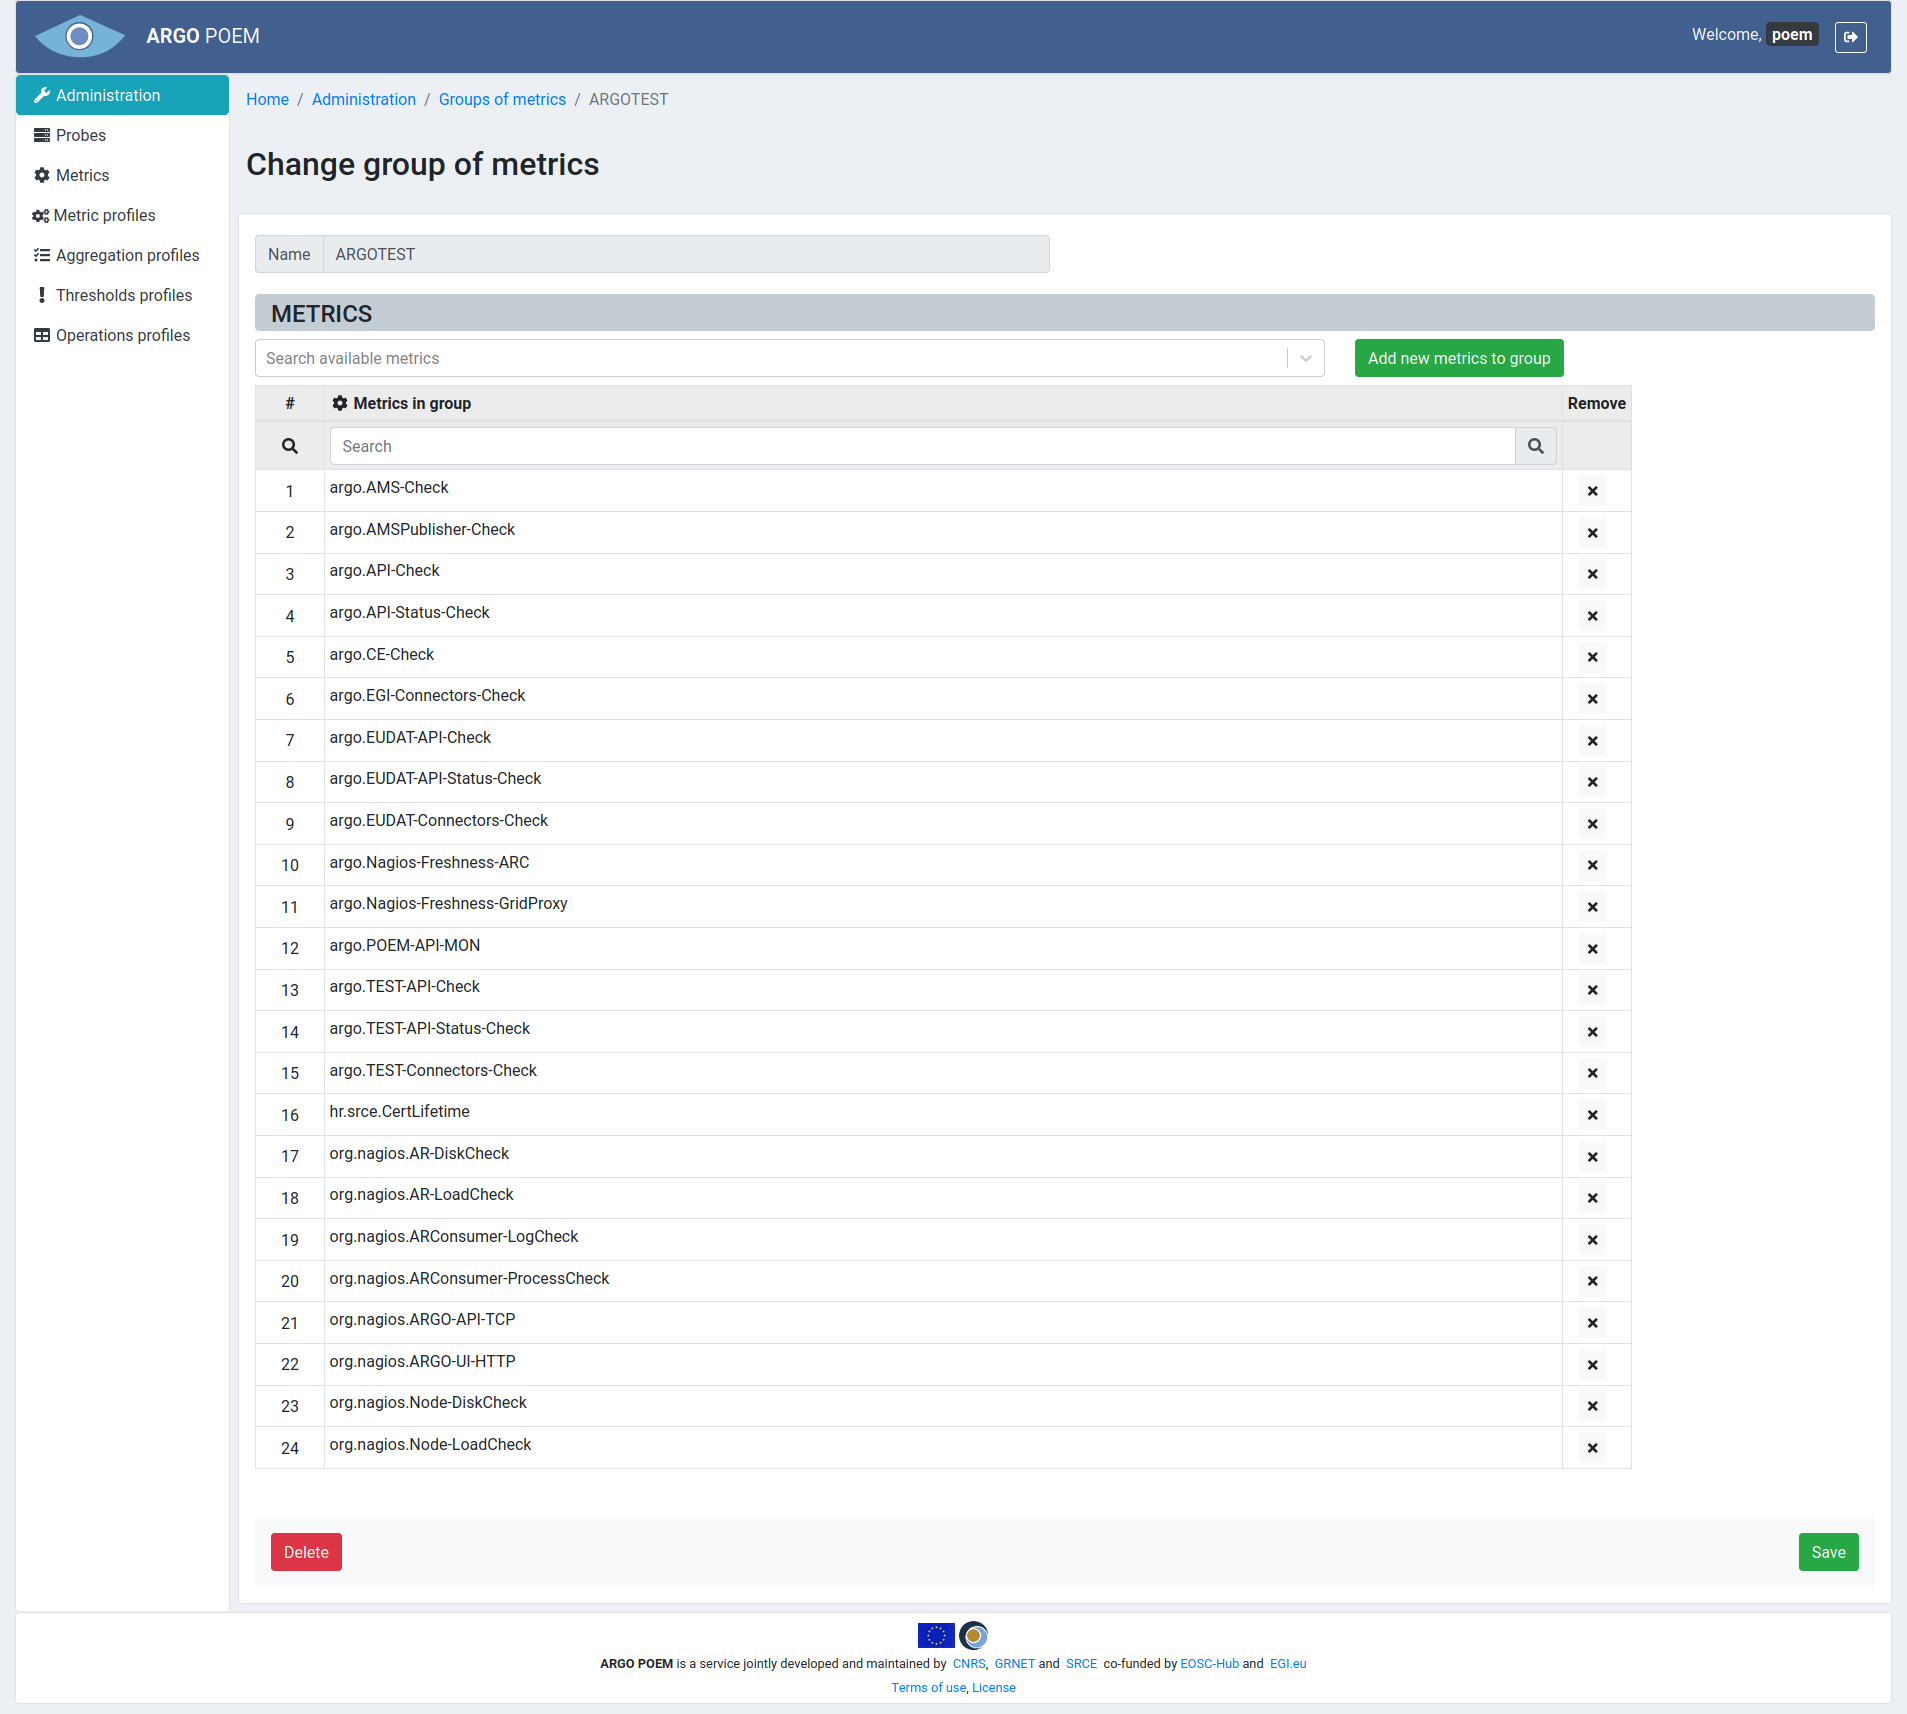 ARGO POEM
Welcome, poem
Administration
Probes
Metrics
Metric profiles
Aggregation profiles
Thresholds profiles
Operations profiles
Home / Administration / Groups of metrics / ARGOTEST
Change group of metrics
Name ARGOTEST
METRICS
Search available metrics
Add new metrics to group
# Metrics in group Remove
Search
1 argo.AMS-Check
2 argo.AMSPublisher-Check
3 argo.API-Check
4 argo.API-Status-Check
5 argo.CE-Check
6 argo.EGI-Connectors-Check
7 argo.EUDAT-API-Check
8 argo.EUDAT-API-Status-Check
9 argo.EUDAT-Connectors-Check
10 argo.Nagios-Freshness-ARC
11 argo.Nagios-Freshness-GridProxy
12 argo.POEM-API-MON
13 argo.TEST-API-Check
14 argo.TEST-API-Status-Check
15 argo.TEST-Connectors-Check
16 hr.srce.CertLifetime
17 org.nagios.AR-DiskCheck
18 org.nagios.AR-LoadCheck
19 org.nagios.ARConsumer-LogCheck
20 org.nagios.ARConsumer-ProcessCheck
21 org.nagios.ARGO-API-TCP
22 org.nagios.ARGO-UI-HTTP
23 org.nagios.Node-DiskCheck
24 org.nagios.Node-LoadCheck
Delete
Save
ARGO POEM is a service jointly developed and maintained by CNRS, GRNET and SRCE co-funded by EOSC-Hub and EGI.eu
Terms of use, License